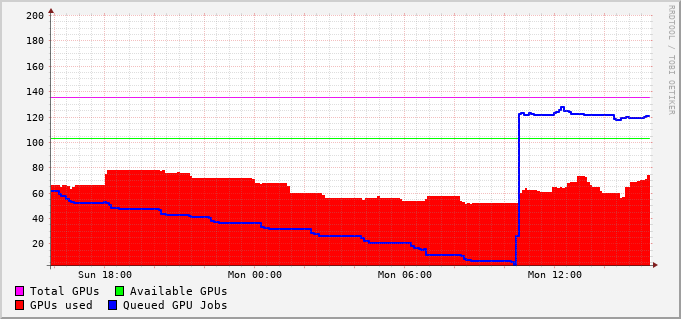 200
180
160
140
120
100
80
60
40
20
Sun 18:00 Mon 00:00 Mon 06:00 Mon 12:00
Total GPUs Available GPUs
GPUs used Queued GPU Jobs
RRDTOOL / TOBI OETIKER